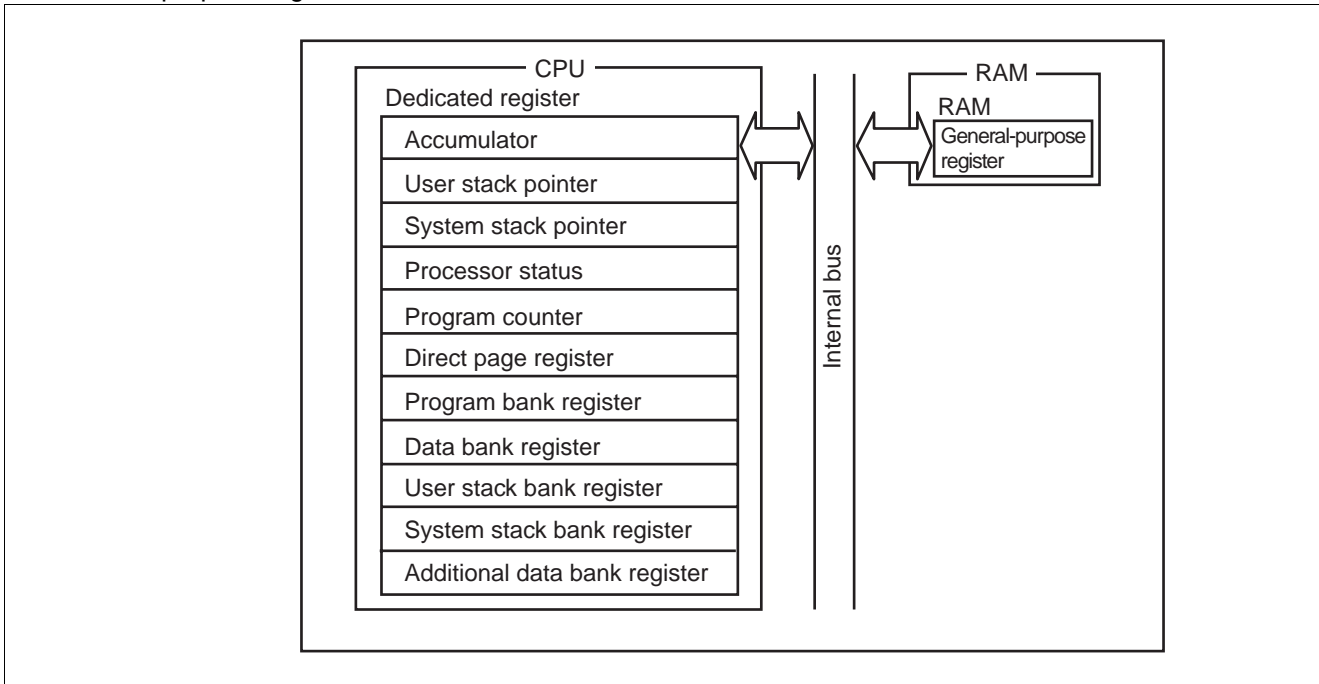 CPU
Dedicated register
Accumulator
User stack pointer
System stack pointer
Processor status
Program counter
Direct page register
Program bank register
Data bank register
User stack bank register
System stack bank register
Additional data bank register
Internal bus
RAM
RAM
General-purpose
register